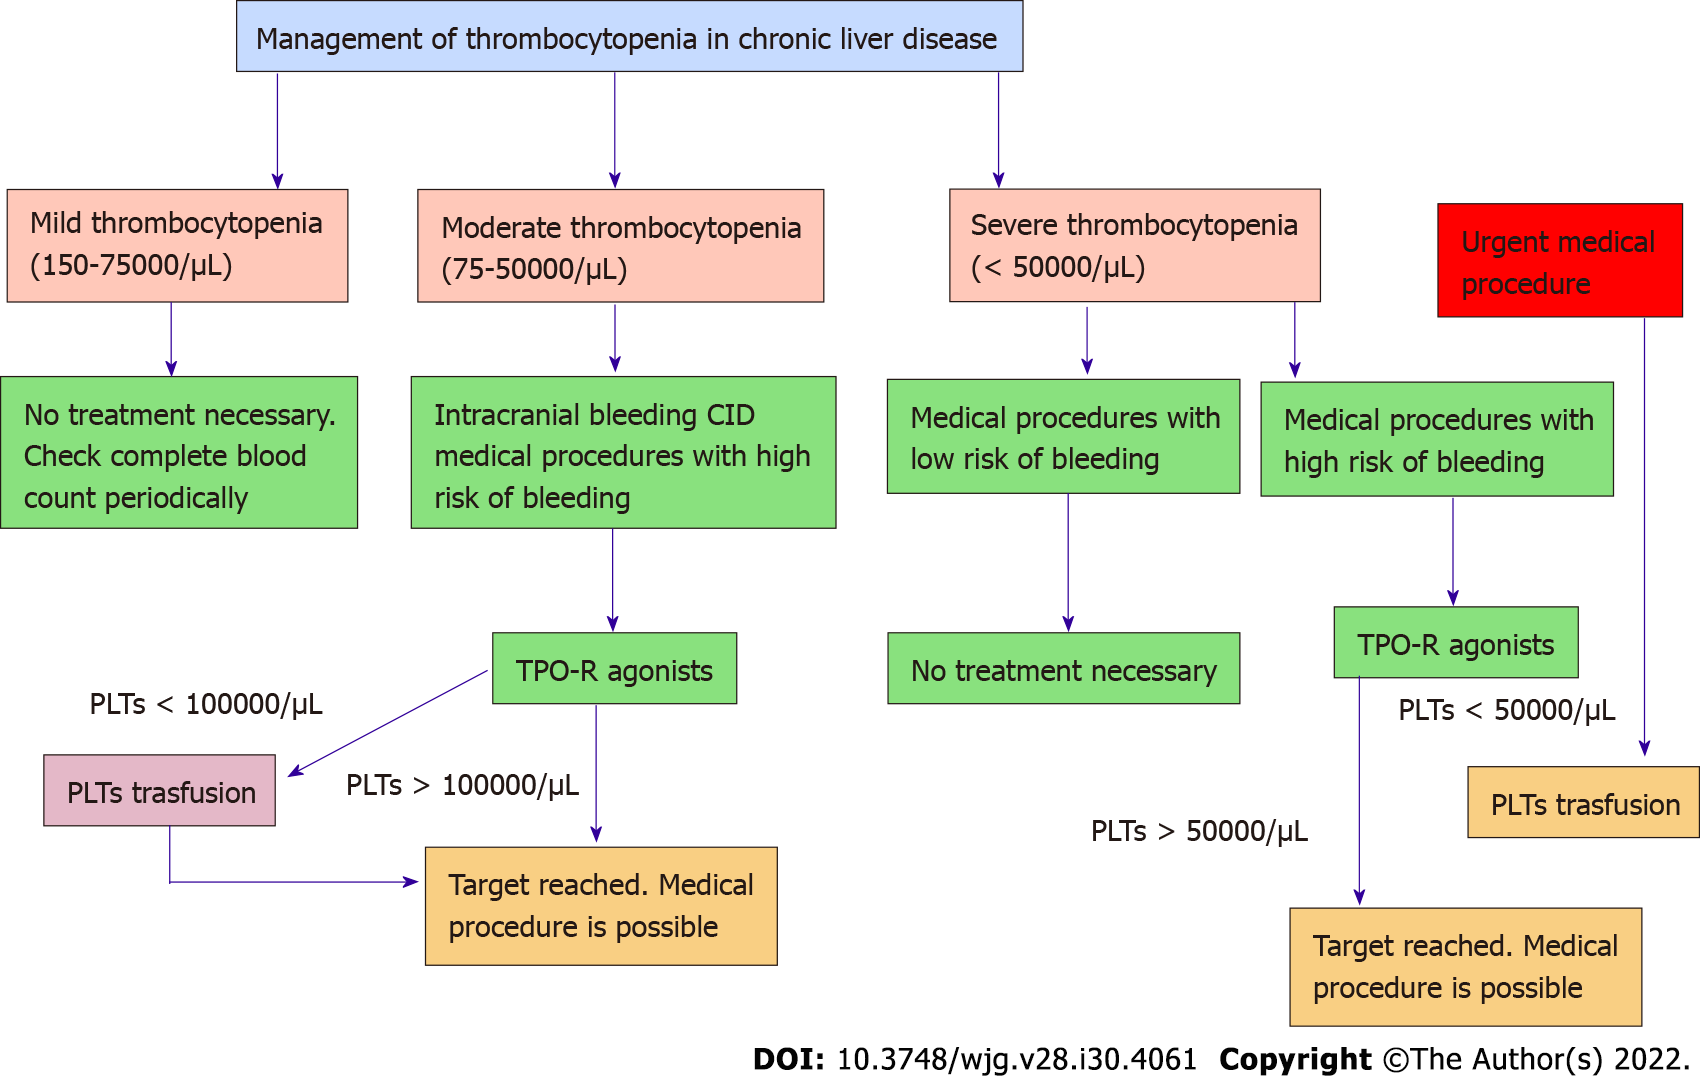 Management of thrombocytopenia in chronic liver disease
Mild thrombocytopenia
(150-75000/µL)
Moderate thrombocytopenia
(75-50000/µL)
Severe thrombocytopenia
(< 50000/µL)
Urgent medical
procedure
No treatment necessary.
Check complete blood
count periodically
Intracranial bleeding CID
medical procedures with high
risk of bleeding
Medical procedures with
low risk of bleeding
Medical procedures with
high risk of bleeding
TPO-R agonists
No treatment necessary
TPO-R agonists
PLTs < 100000/µL
PLTs > 100000/µL
PLTs < 50000/µL
PLTs > 50000/µL
PLTs trasfusion
PLTs trasfusion
Target reached. Medical
procedure is possible
Target reached. Medical
procedure is possible
DOI: 10.3748/wjg.v28.i30.4061 Copyright ©The Author(s) 2022.